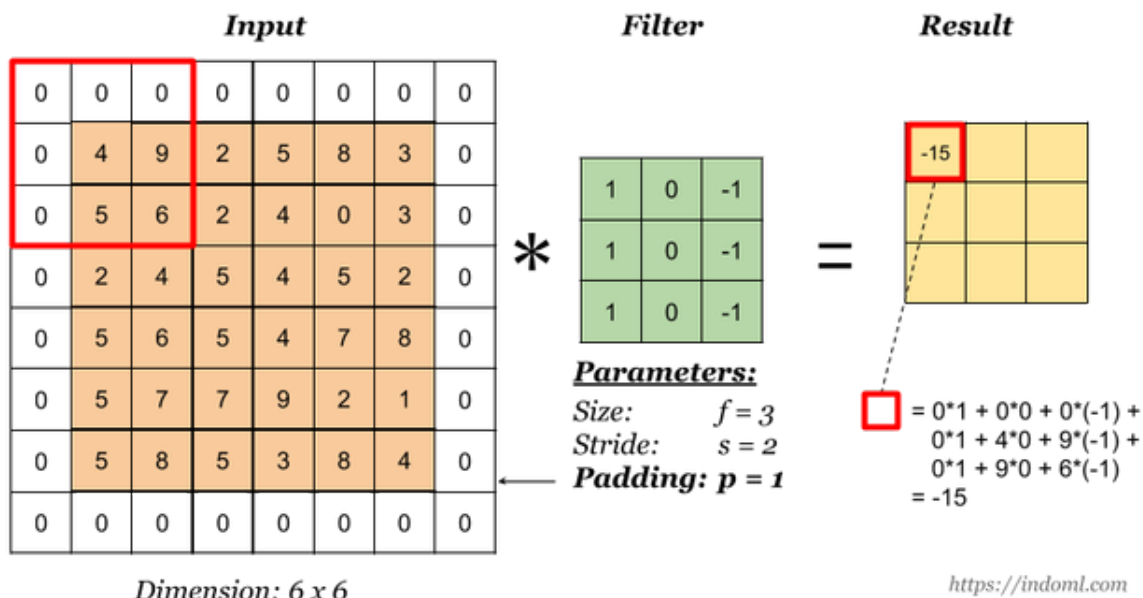 Input Filter Result
0 0 0 0 0 0 0 0
0 4 9 2 5 8 3 0
0 5 6 2 4 0 3 0
0 2 4 5 4 5 2 0
0 5 6 5 4 7 8 0
0 5 7 7 9 2 1 0
0 5 8 5 3 8 4 0
0 0 0 0 0 0 0 0
Dimension: 6 x 6
*
1 0 -1
1 0 -1
1 0 -1
Parameters:
Size: f = 3
Stride: s = 2
Padding: p = 1
=
-15
= 0*1 + 0*0 + 0*(-1) +
0*1 + 4*0 + 9*(-1) +
0*1 + 9*0 + 6*(-1)
= -15
https://indoml.com